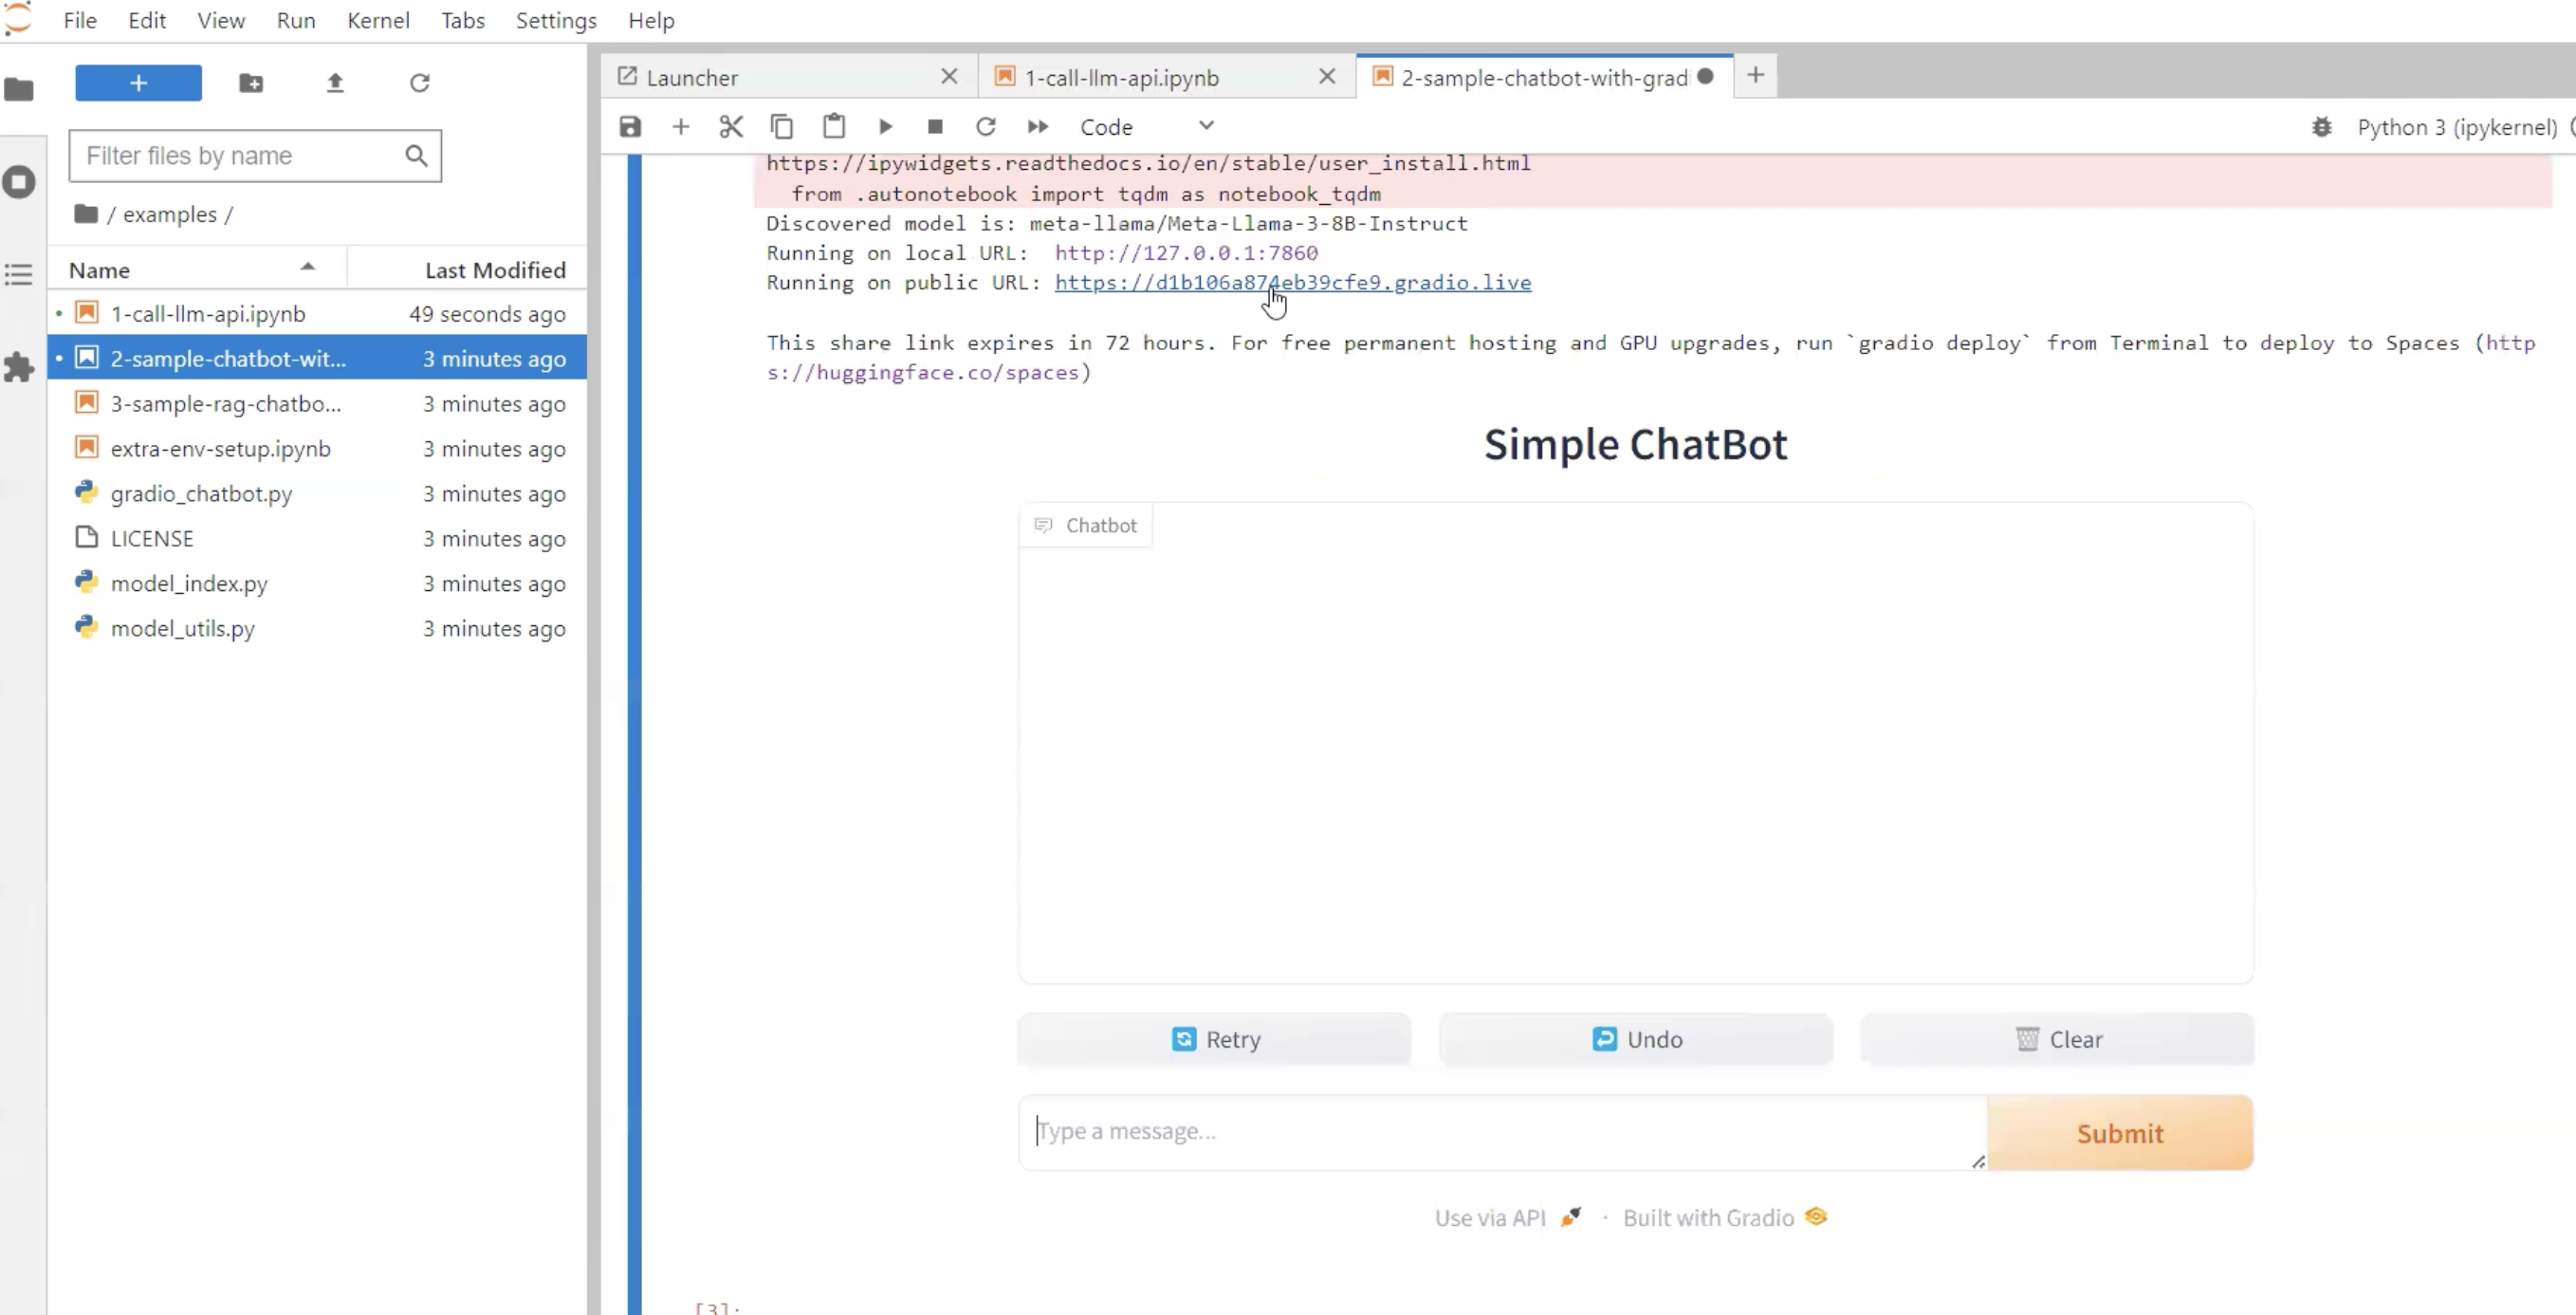 File Edit View Run Kernel Tabs Settings Help
+
Filter files by name
/ examples /
Name Last Modified
1-call-llm-api.ipynb 49 seconds ago
2-sample-chatbot-wit... 3 minutes ago
3-sample-rag-chatbo... 3 minutes ago
extra-env-setup.ipynb 3 minutes ago
gradio_chatbot.py 3 minutes ago
LICENSE 3 minutes ago
model_index.py 3 minutes ago
model_utils.py 3 minutes ago
Launcher 1-call-llm-api.ipynb 2-sample-chatbot-with-grad
Code Python 3 (ipykernel)
https://ipywidgets.readthedocs.io/en/stable/user_install.html
from .autonotebook import tqdm as notebook_tqdm
Discovered model is: meta-llama/Meta-Llama-3-8B-Instruct
Running on local URL: http://127.0.0.1:7860
Running on public URL: https://d1b106a874eb39cfe9.gradio.live
This share link expires in 72 hours. For free permanent hosting and GPU upgrades, run `gradio deploy` from Terminal to deploy to Spaces (http
s://huggingface.co/spaces)
Simple ChatBot
Chatbot
Retry Undo Clear
Type a message...
Submit
Use via API · Built with Gradio
[3]: